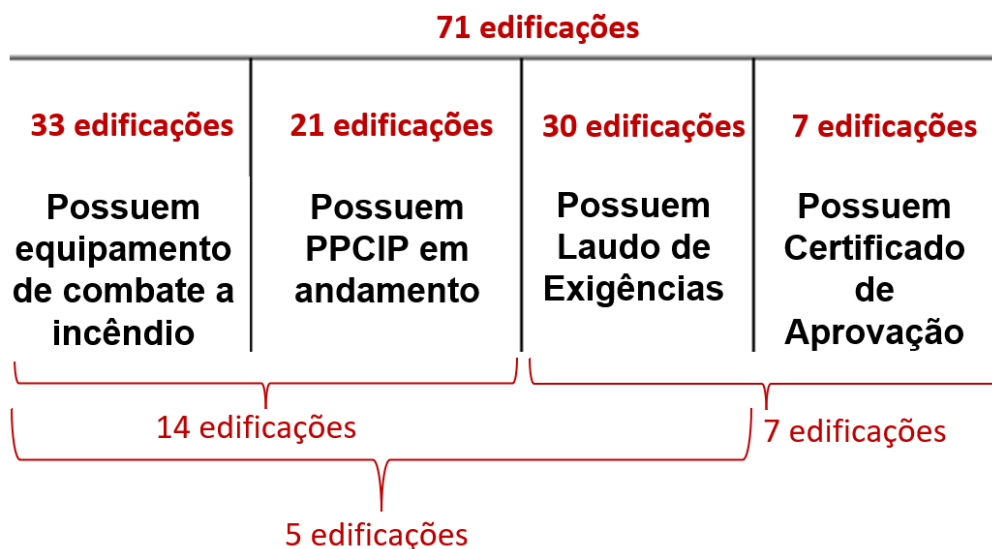 71 edificações
33 edificações
Possuem
equipamento
de combate a
incêndio
21 edificações
Possuem
PPCIP em
andamento
30 edificações
Possuem
Laudo de
Exigências
7 edificações
Possuem
Certificado
de
Aprovação
14 edificações
7 edificações
5 edificações